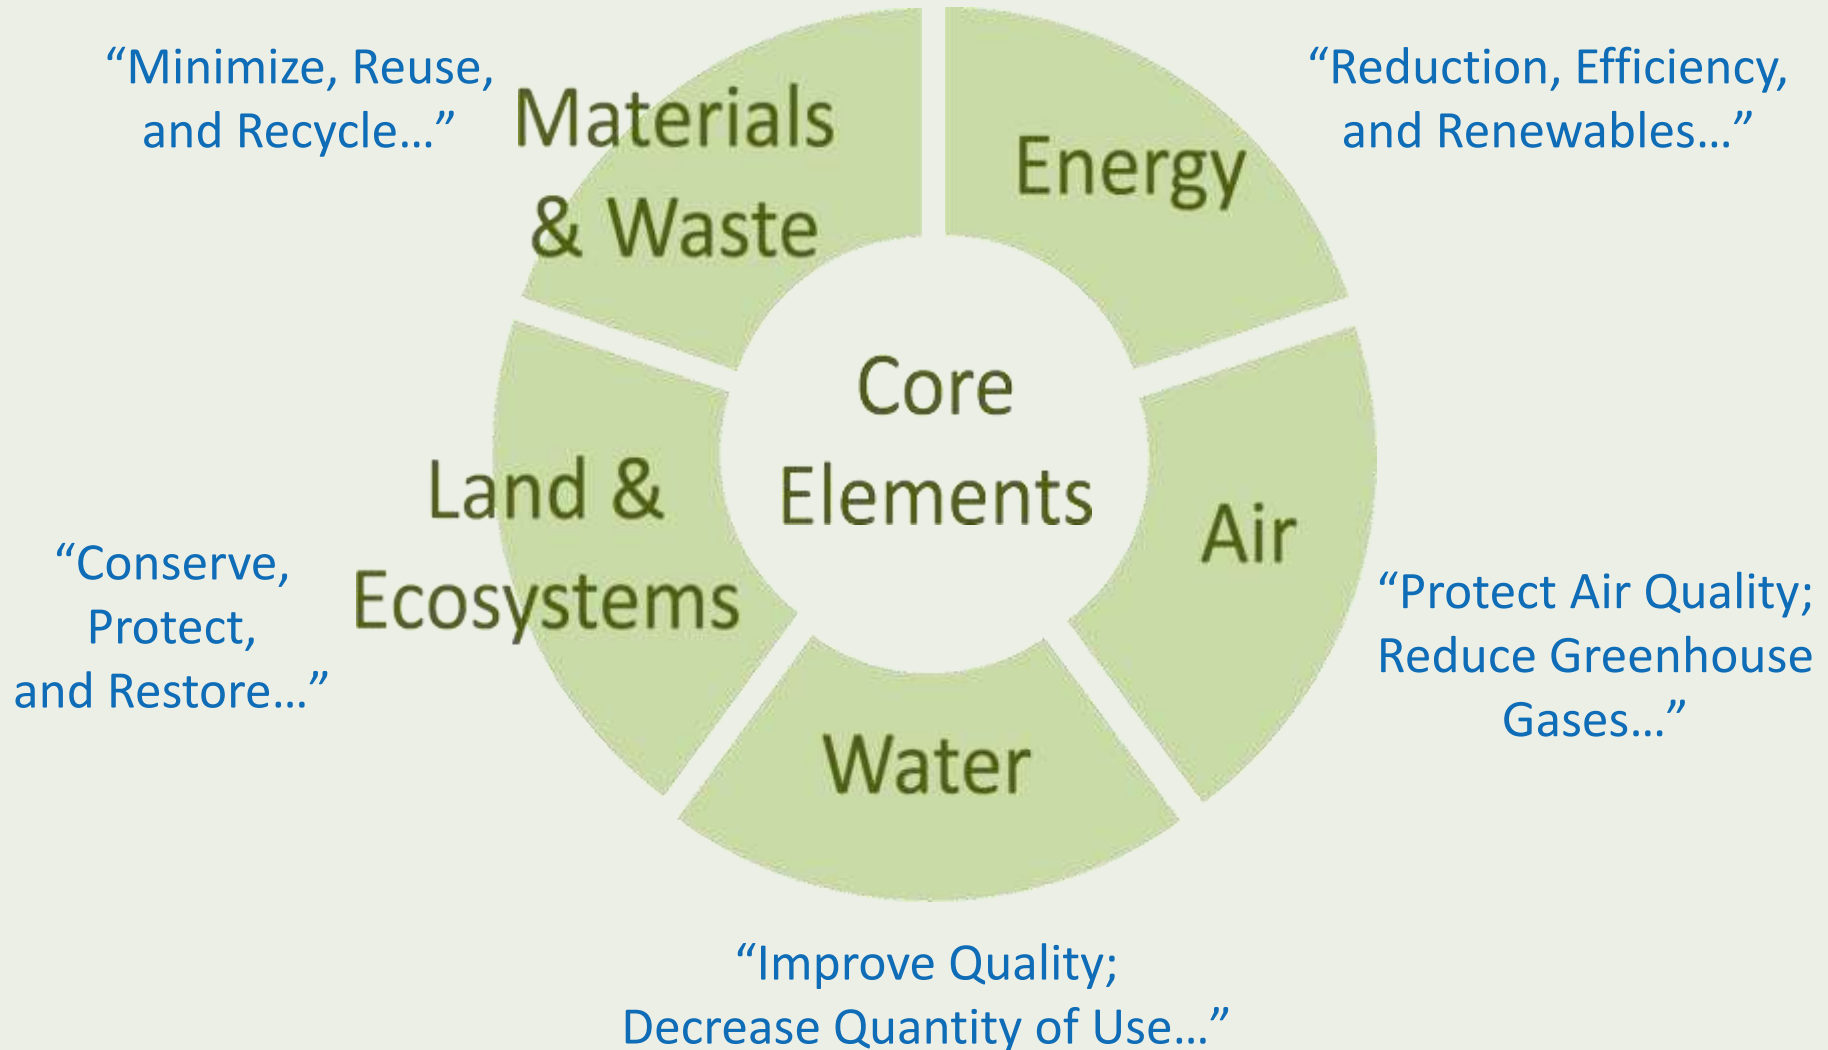 “Minimize, Reuse,
and Recycle…”
Materials
& Waste
Energy
“Reduction, Efficiency,
and Renewables…”
Core
Elements
Land &
Ecosystems
“Conserve,
Protect,
and Restore…”
Air
“Protect Air Quality;
Reduce Greenhouse
Gases…”
Water
“Improve Quality;
Decrease Quantity of Use…”